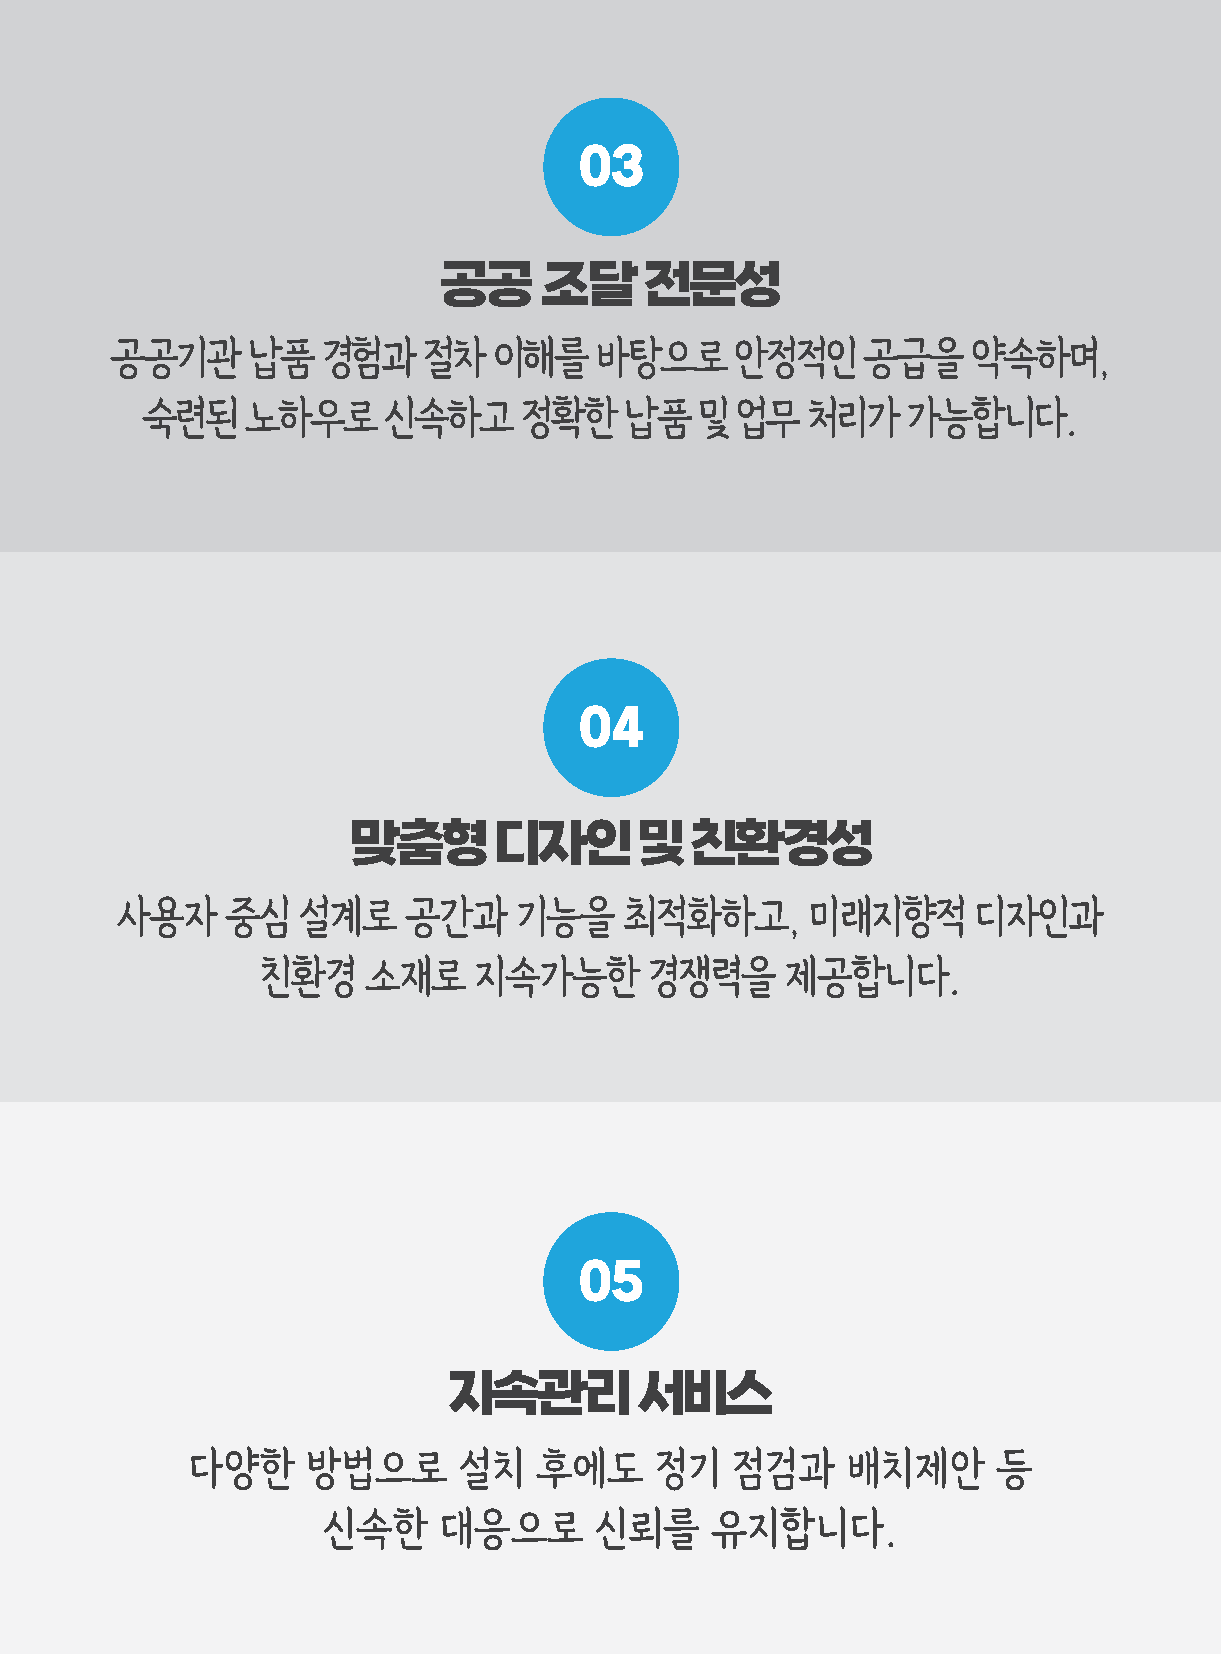 03
공공 조달 전문성
공공기관 납품 경험과 절차 이해를 바탕으로 안정적인 공급을 약속하며,
숙련된 노하우로 신속하고 정확한 납품 및 업무 처리가 가능합니다.
04
맞춤형 디자인 및 친환경성
사용자 중심 설계로 공간과 기능을 최적화하고, 미래지향적 디자인과
친환경 소재로 지속가능한 경쟁력을 제공합니다.
05
지속관리 서비스
다양한 방법으로 설치 후에도 정기 점검과 배치제안 등
신속한 대응으로 신뢰를 유지합니다.